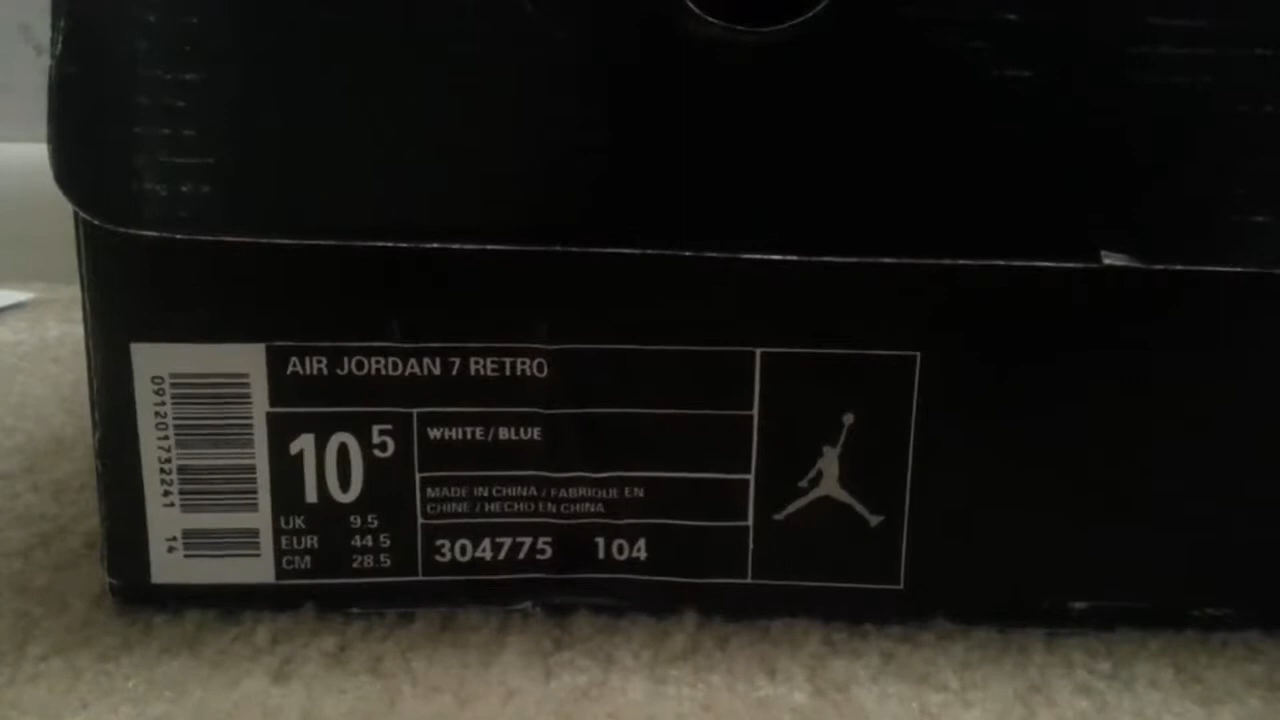 AIR JORDAN 7 RETRO
10 5
WHITE/BLUE
MADE IN CHINA / FABRIQUE EN
CHINE / HECHO EN CHINA
UK 9.5
EUR 44 5
CM 28.5
304775 104
091201732241 14